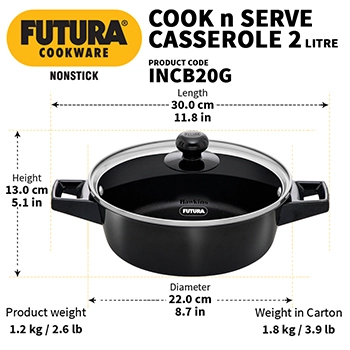 FUTURA®
COOKWARE
NONSTICK
COOK n SERVE
CASSEROLE 2 LITRE
PRODUCT CODE
INCB20G
Length
30.0 cm
11.8 in
Height
13.0 cm
5.1 in
Hawkins
FUTURA
Diameter
22.0 cm
8.7 in
Product weight
1.2 kg / 2.6 lb
Weight in Carton
1.8 kg / 3.9 lb